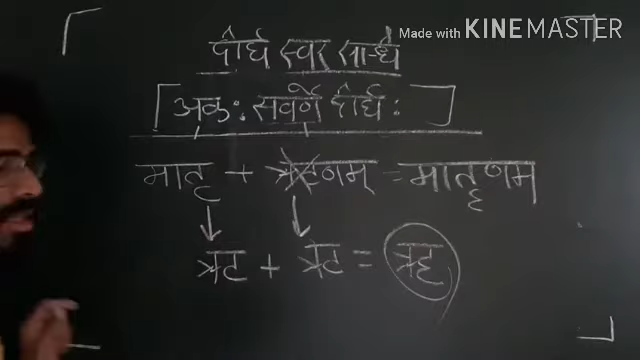 Made with KINEMASTER
दीर्घ स्वर सन्धि
[अक: सवर्णे दीर्घ:]
मातृ + ऋणम् = मातॄणम
ऋ + ऋ = ॠ